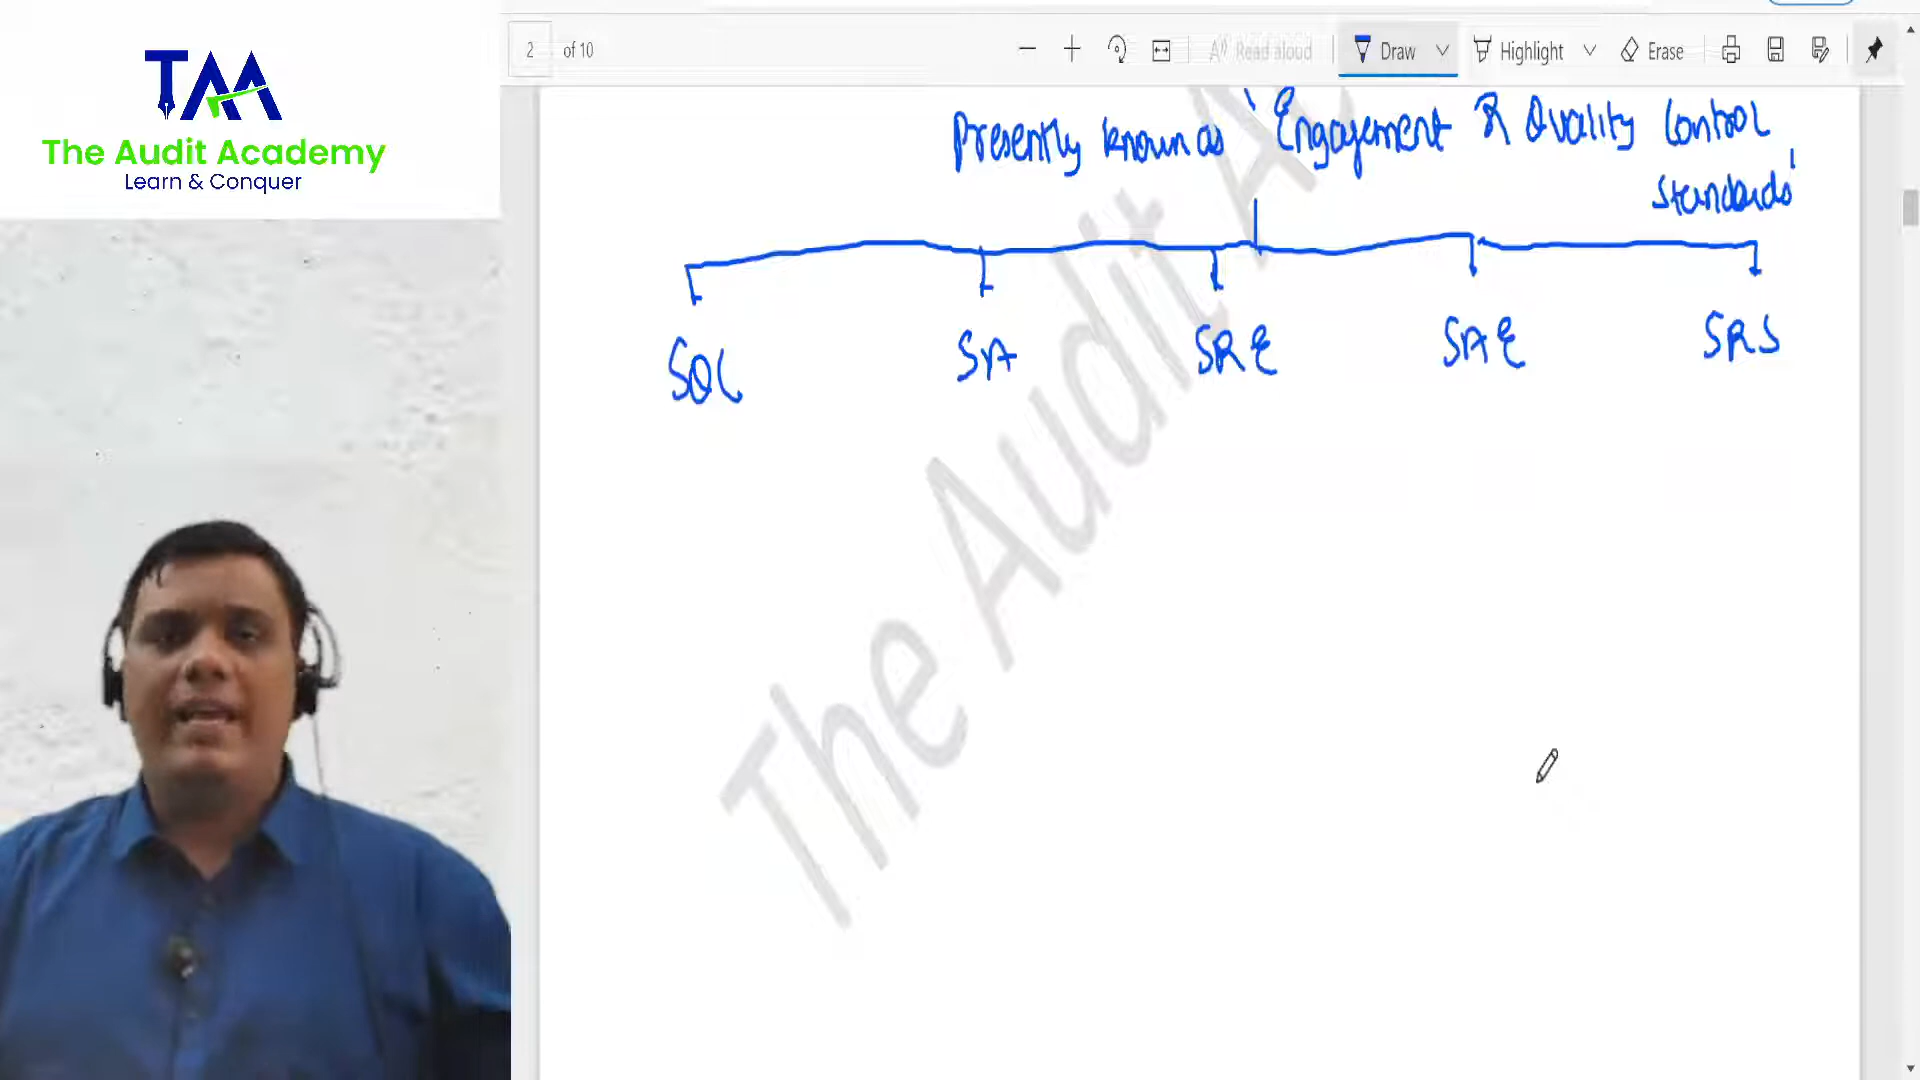 TAA
The Audit Academy
Learn & Conquer
2 of 10
Read aloud
Draw
Highlight
Erase
Presently known as 'Engagement & Quality Control
Standards'
SQC SA SRE SAE SRS
The Audit A